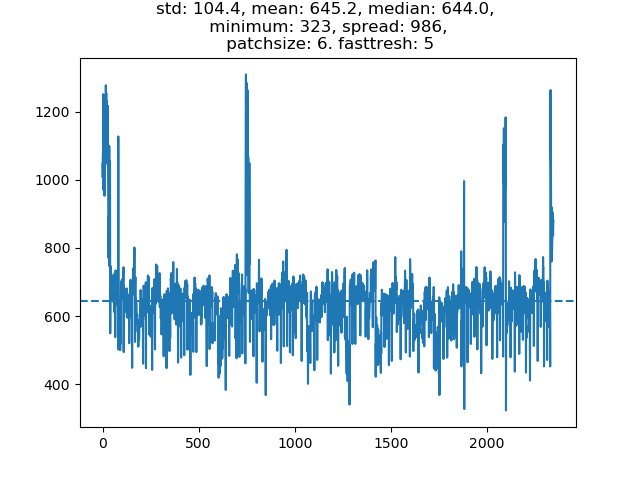 std: 104.4, mean: 645.2, median: 644.0,
minimum: 323, spread: 986,
patchsize: 6. fasttresh: 5
1200
1000
800
600
400
0 500 1000 1500 2000